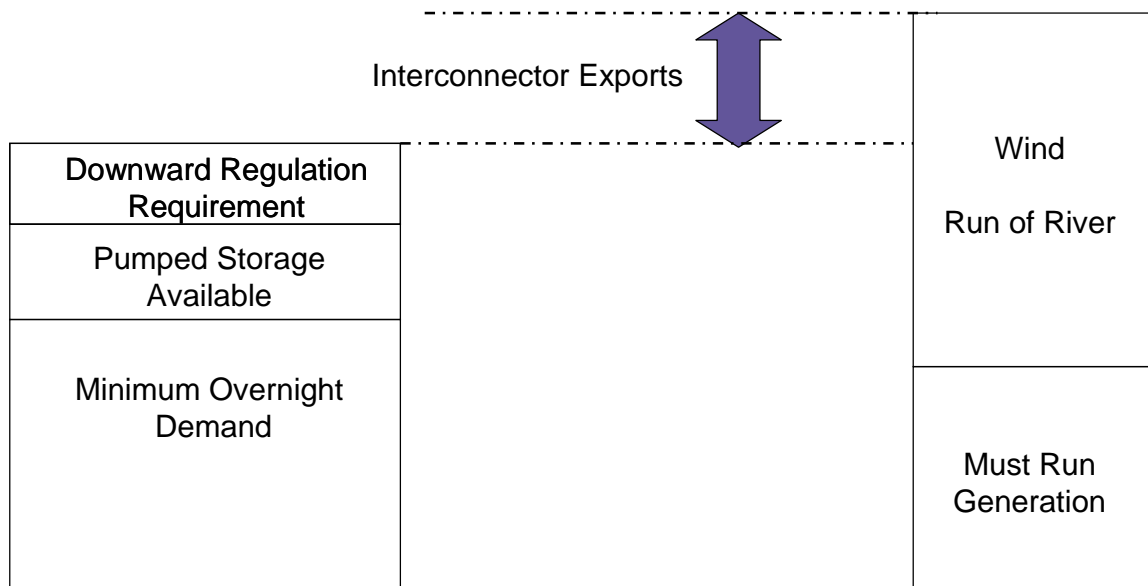 Interconnector Exports
Downward Regulation
Requirement
Pumped Storage
Available
Minimum Overnight
Demand
Wind
Run of River
Must Run
Generation